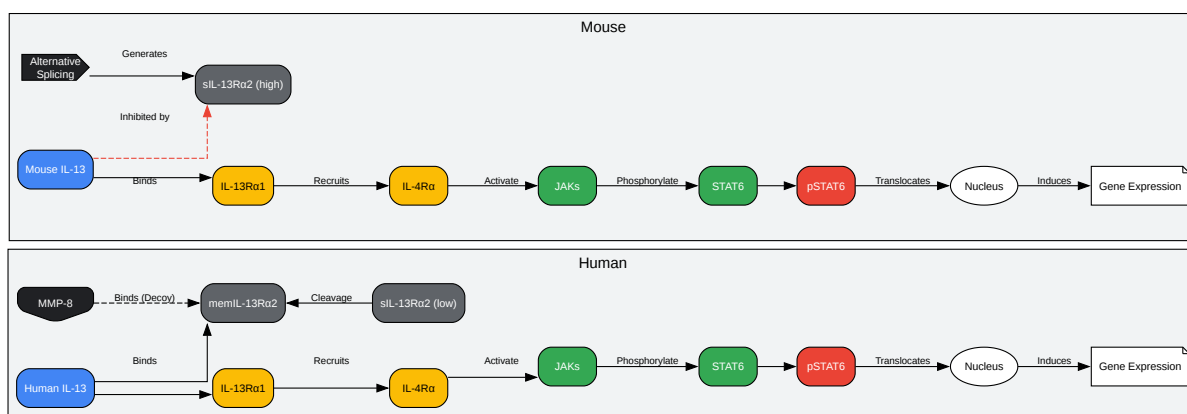 Mouse
Alternative
Splicing
Generates
sIL-13Rα2 (high)
Inhibited by
Mouse IL-13
Binds
IL-13Rα1
Recruits
IL-4Rα
Activate
JAKs
Phosphorylate
STAT6
pSTAT6
Translocates
Nucleus
Induces
Gene Expression
Human
MMP-8
Binds (Decoy)
memIL-13Rα2
Cleavage
sIL-13Rα2 (low)
Human IL-13
Binds
IL-13Rα1
Recruits
IL-4Rα
Activate
JAKs
Phosphorylate
STAT6
pSTAT6
Translocates
Nucleus
Induces
Gene Expression